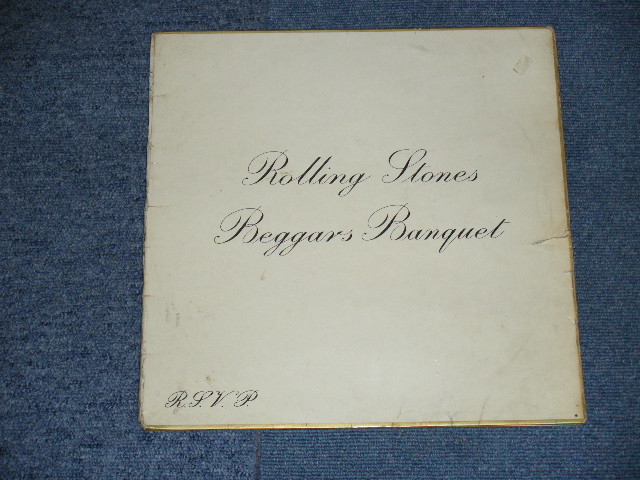 Rolling Stones
Beggars Banquet
R.S.V.P.